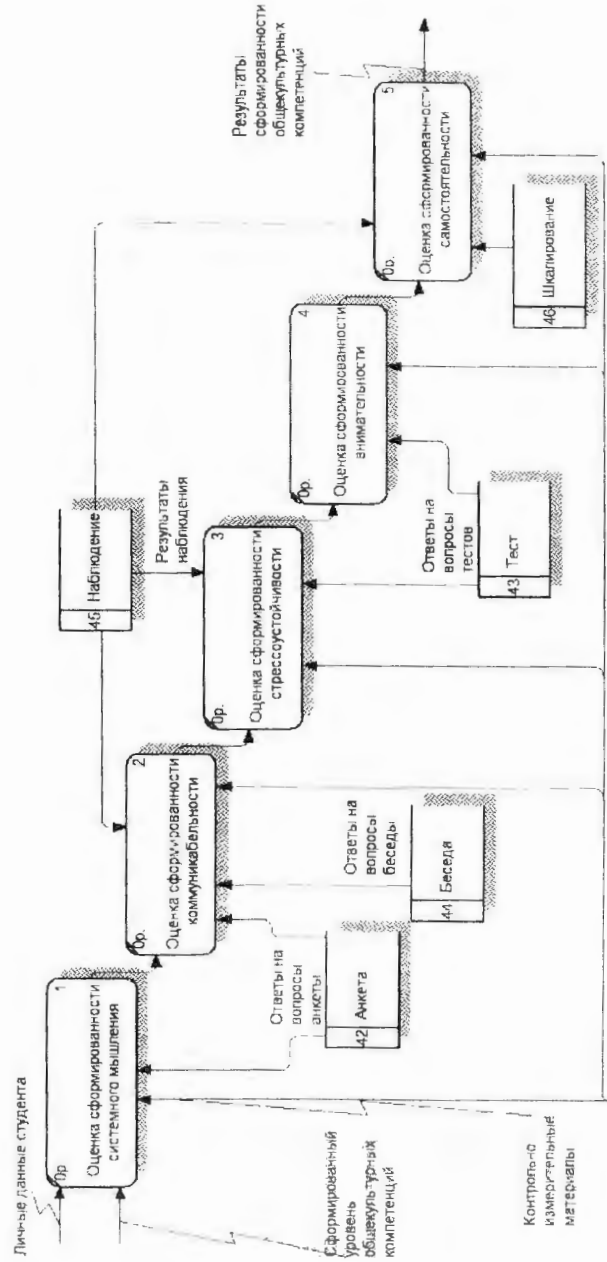 Личные данные студента
Сформированный
уровень
общекультурных
компетенций
Контрольно
измерительные
материалы
1
Оценка сформированности
системного мышления
0р.
2
Оценка сформированности
коммуникабельности
0р.
3
Оценка сформированности
стрессоустойчивости
0р.
4
Оценка сформированности
внимательности
0р.
5
Оценка сформированности
самостоятельности
0р.
45 Наблюдение
Результаты
наблюдения
Ответы на
вопросы
анкеты
42 Анкета
Ответы на
вопросы
беседы
44 Беседа
Ответы на
вопросы
тестов
43 Тест
46 Шкалирование
Результаты
сформированности
общекультурных
компетенций